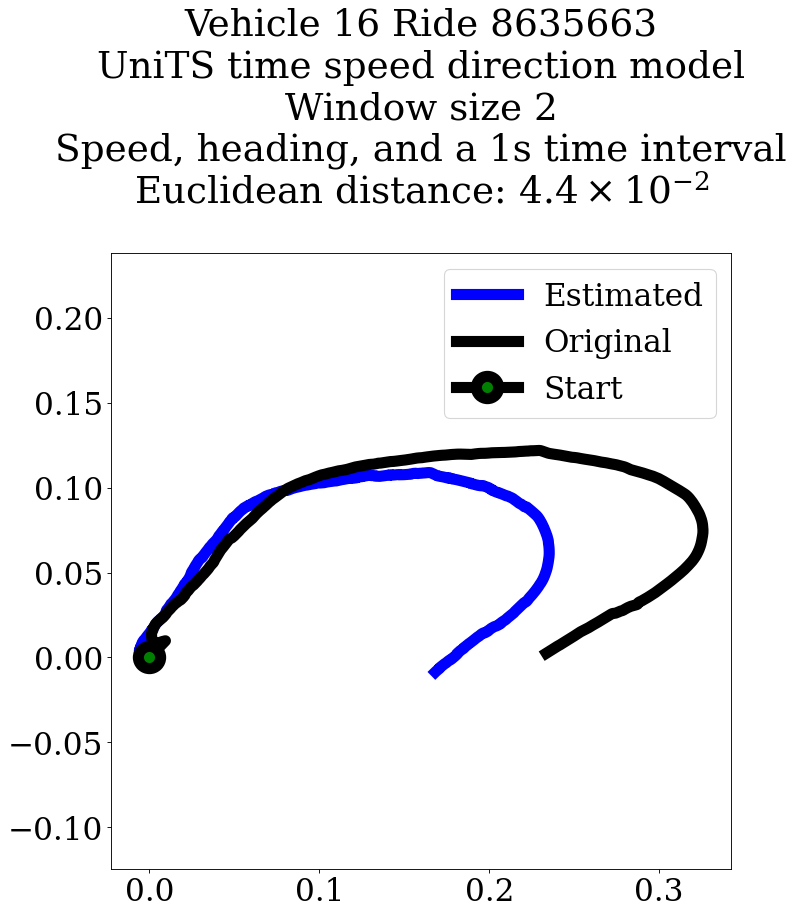 Vehicle 16 Ride 8635663
UniTS time speed direction model
Window size 2
Speed, heading, and a 1s time interval
Euclidean distance: 4.4 × 10⁻²
Estimated
Original
Start
0.20
0.15
0.10
0.05
0.00
−0.05
−0.10
0.0 0.1 0.2 0.3